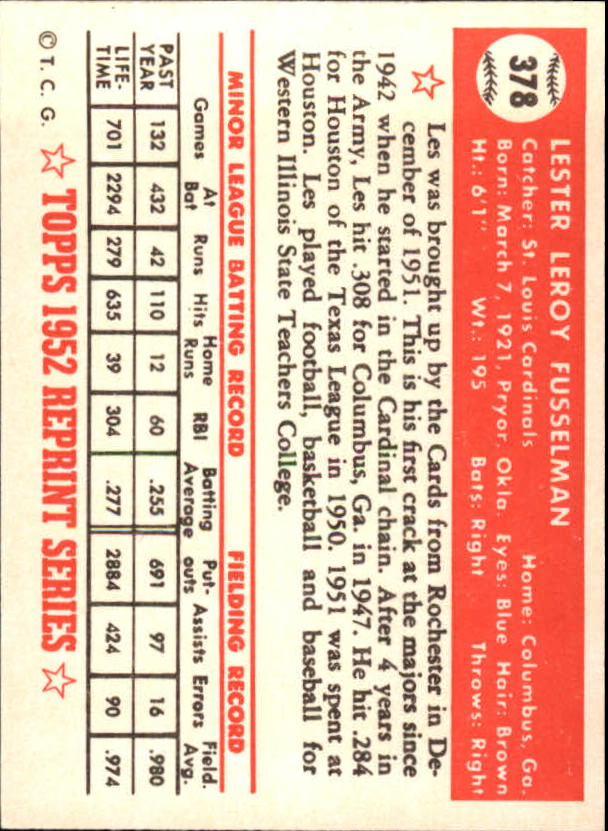 378
LESTER LEROY FUSSELMAN
Catcher: St. Louis Cardinals Home: Columbus, Ga.
Born: March 7, 1921, Pryor, Okla. Eyes: Blue Hair: Brown
Ht.: 6'1" Wt.: 195 Bats: Right Throws: Right
Les was brought up by the Cards from Rochester in De-
cember of 1951. This is his first crack at the majors since
1942 when he started in the Cardinal chain. After 4 years in
the Army, Les hit .308 for Columbus, Ga. in 1947. He hit .284
for Houston of the Texas League in 1950. 1951 was spent at
Houston. Les played football, basketball and baseball for
Western Illinois State Teachers College.
MINOR LEAGUE BATTING RECORD FIELDING RECORD
Games At Bat Runs Hits Home Runs RBI Batting Average Put-outs Assists Errors Field. Avg.
PAST YEAR 132 432 42 110 12 60 .255 691 97 16 .980
LIFE-TIME 701 2294 279 635 39 304 .277 2884 424 90 .974
© T. C. G. TOPPS 1952 REPRINT SERIES